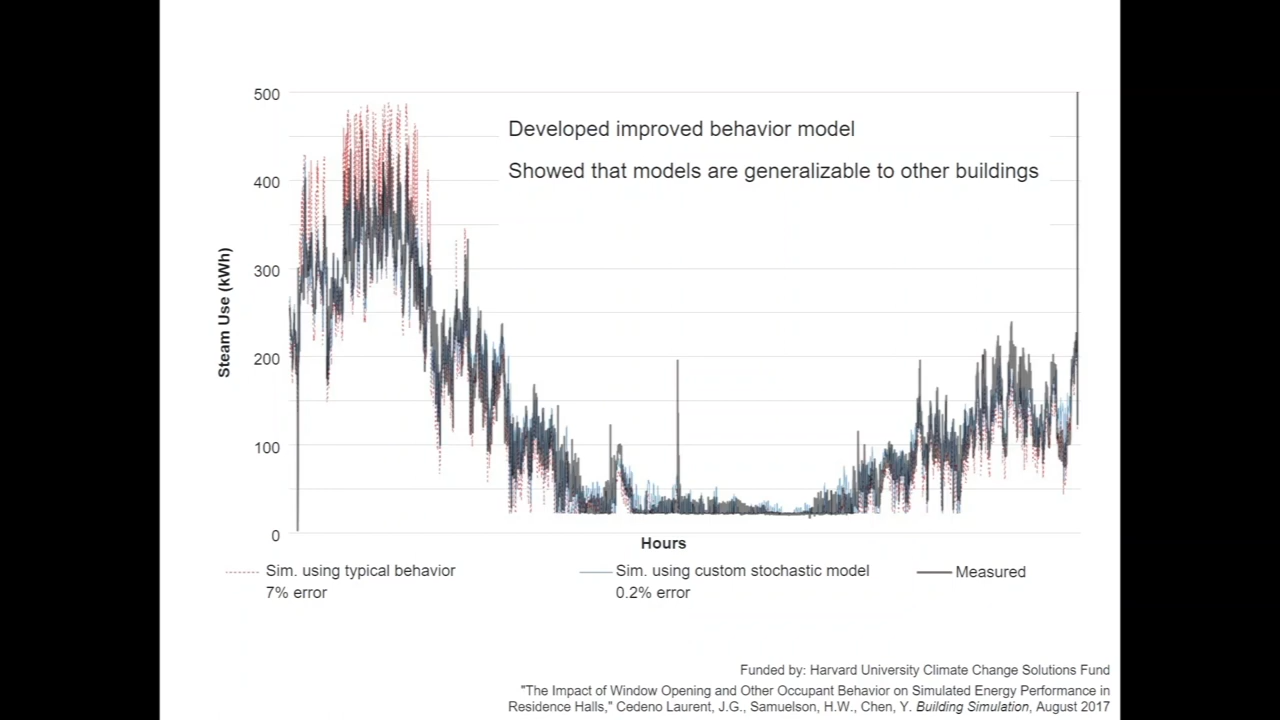 500
Developed improved behavior model
Showed that models are generalizable to other buildings
400
300
Steam Use (kWh)
200
100
0
Hours
Sim. using typical behavior
7% error
Sim. using custom stochastic model
0.2% error
Measured
Funded by: Harvard University Climate Change Solutions Fund
"The Impact of Window Opening and Other Occupant Behavior on Simulated Energy Performance in
Residence Halls," Cedeno Laurent, J.G., Samuelson, H.W., Chen, Y. Building Simulation, August 2017